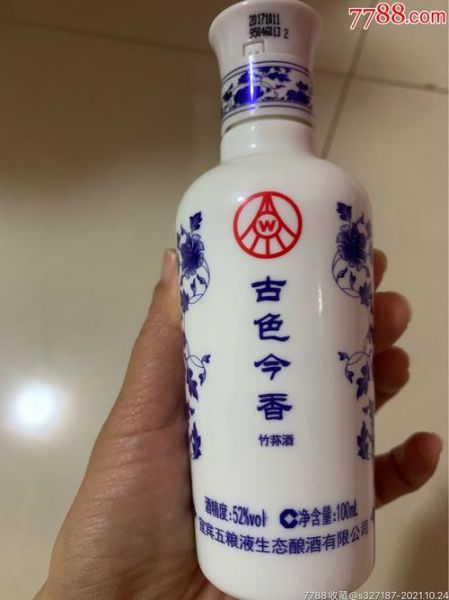 7788.com
20171011
95046013 2
W
古色今香
竹荪酒
酒精度:52%vol 净含量:100mL
宜宾五粮液生态酿酒有限公司
7788收藏@s327187-2021.10.24